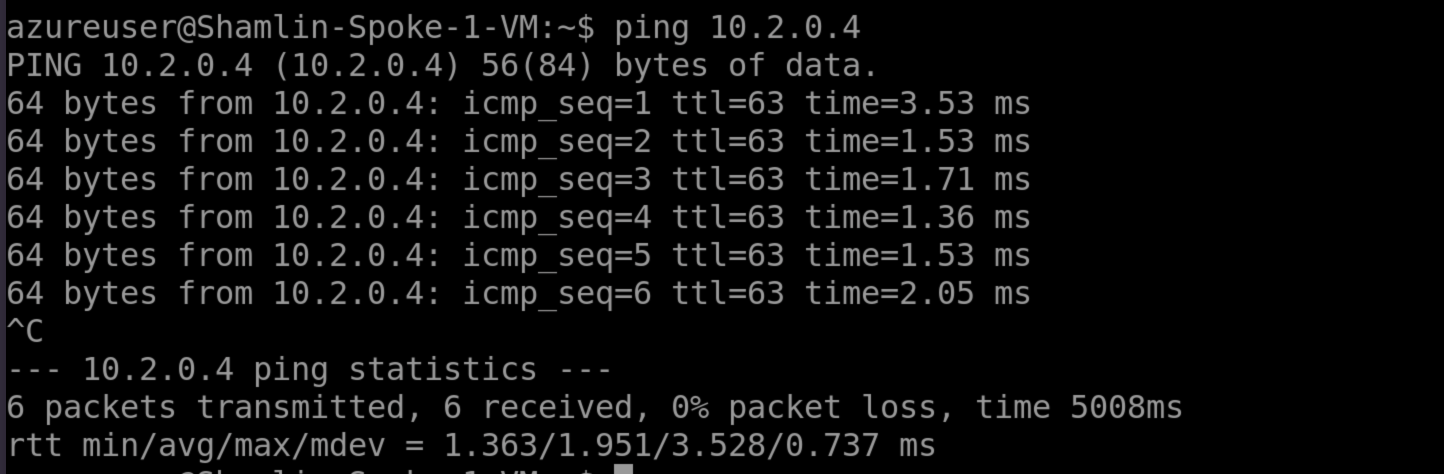 azureuser@Shamlin-Spoke-1-VM:~$ ping 10.2.0.4
PING 10.2.0.4 (10.2.0.4) 56(84) bytes of data.
64 bytes from 10.2.0.4: icmp_seq=1 ttl=63 time=3.53 ms
64 bytes from 10.2.0.4: icmp_seq=2 ttl=63 time=1.53 ms
64 bytes from 10.2.0.4: icmp_seq=3 ttl=63 time=1.71 ms
64 bytes from 10.2.0.4: icmp_seq=4 ttl=63 time=1.36 ms
64 bytes from 10.2.0.4: icmp_seq=5 ttl=63 time=1.53 ms
64 bytes from 10.2.0.4: icmp_seq=6 ttl=63 time=2.05 ms
^C
--- 10.2.0.4 ping statistics ---
6 packets transmitted, 6 received, 0% packet loss, time 5008ms
rtt min/avg/max/mdev = 1.363/1.951/3.528/0.737 ms
@Shamlin-Spoke-1-VM:~$